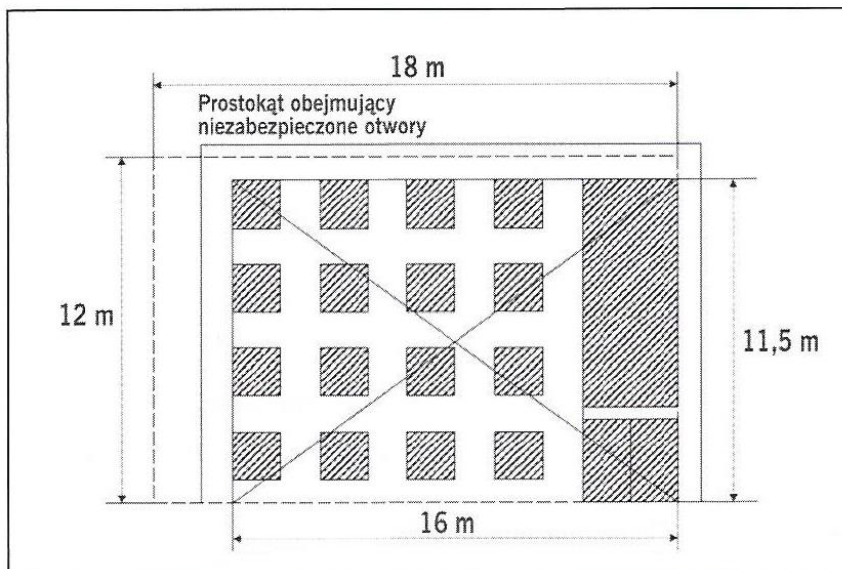 18 m
Prostokąt obejmujący
niezabezpieczone otwory
12 m
11,5 m
16 m